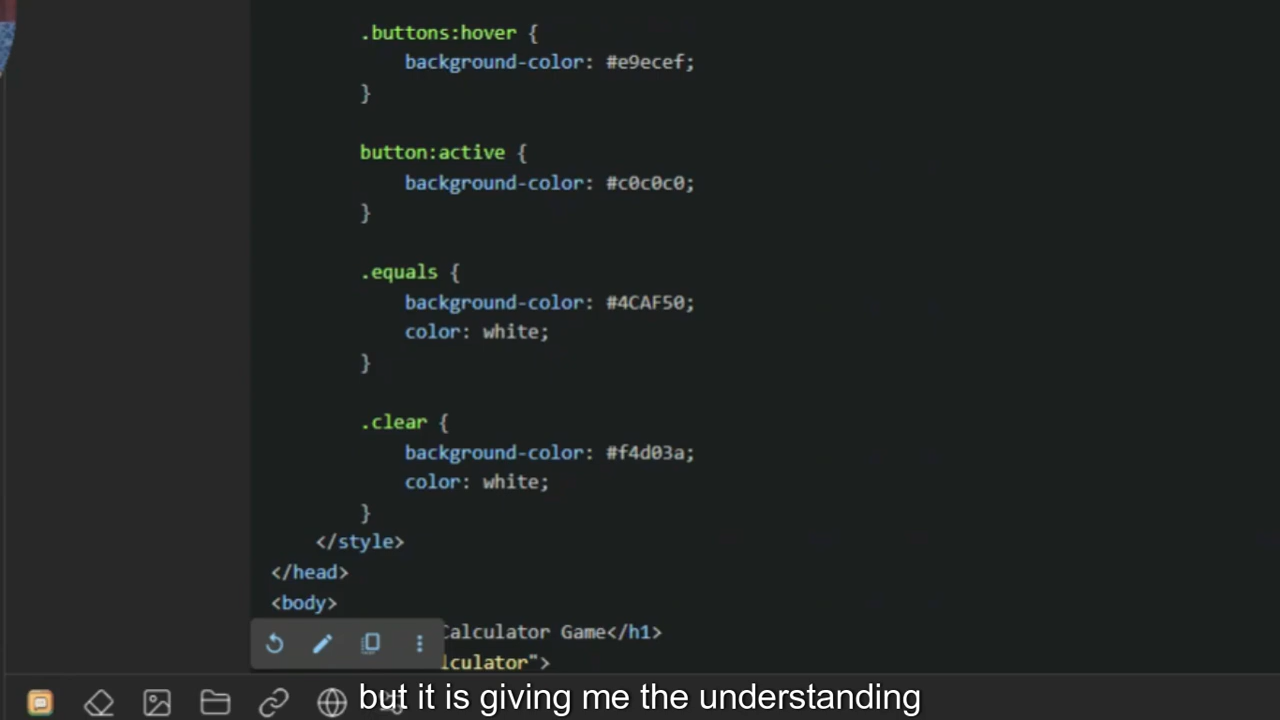 .buttons:hover {
background-color: #e9ecef;
}
button:active {
background-color: #c0c0c0;
}
.equals {
background-color: #4CAF50;
color: white;
}
.clear {
background-color: #f4d03a;
color: white;
}
</style>
</head>
<body>
Calculator Game</h1>
lculator">
but it is giving me the understanding